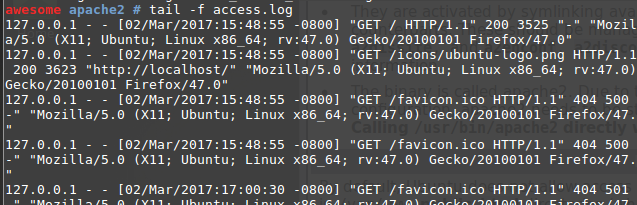 awesome apache2 # tail -f access.log
127.0.0.1 - - [02/Mar/2017:15:48:55 -0800] "GET / HTTP/1.1" 200 3525 "-" "Mozil
a/5.0 (X11; Ubuntu; Linux x86_64; rv:47.0) Gecko/20100101 Firefox/47.0"
127.0.0.1 - - [02/Mar/2017:15:48:55 -0800] "GET /icons/ubuntu-logo.png HTTP/1.1
 200 3623 "http://localhost/" "Mozilla/5.0 (X11; Ubuntu; Linux x86_64; rv:47.0)
Gecko/20100101 Firefox/47.0"
127.0.0.1 - - [02/Mar/2017:15:48:55 -0800] "GET /favicon.ico HTTP/1.1" 404 500
-" "Mozilla/5.0 (X11; Ubuntu; Linux x86_64; rv:47.0) Gecko/20100101 Firefox/47.
"
127.0.0.1 - - [02/Mar/2017:15:48:55 -0800] "GET /favicon.ico HTTP/1.1" 404 500
-" "Mozilla/5.0 (X11; Ubuntu; Linux x86_64; rv:47.0) Gecko/20100101 Firefox/47.
"
127.0.0.1 - - [02/Mar/2017:17:00:30 -0800] "GET /favicon.ico HTTP/1.1" 404 501
" "Mozilla/5.0 (X11; Ubuntu; Linux x86_64; rv:47.0) Gecko/20100101 Firefox/47.